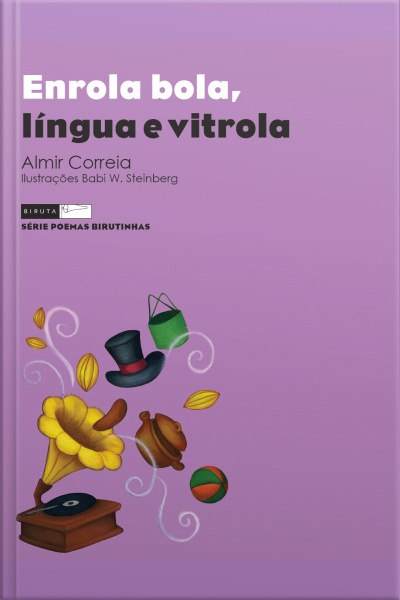 Enrola bola,
língua e vitrola
Almir Correia
Ilustrações Babi W. Steinberg
BIRUTA
SÉRIE POEMAS BIRUTINHAS